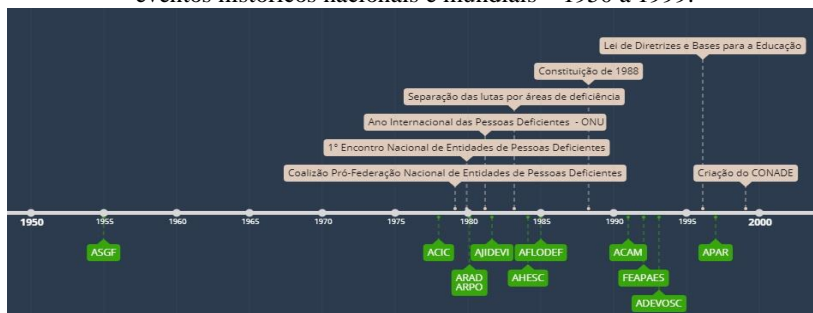 eventos históricos nacionais e mundiais – 1950 a 1999.
Lei de Diretrizes e Bases para a Educação
Constituição de 1988
Separação das lutas por áreas de deficiência
Ano Internacional das Pessoas Deficientes - ONU
1º Encontro Nacional de Entidades de Pessoas Deficientes
Coalizão Pró-Federação Nacional de Entidades de Pessoas Deficientes
Criação do CONADE
1950 1955 1960 1965 1970 1975 1980 1985 1990 1995 2000
ASGF ACIC AJIDEVI AFLODEF ACAM APAR
ARAD
ARPO
AHESC FEAPAES
ADEVOSC